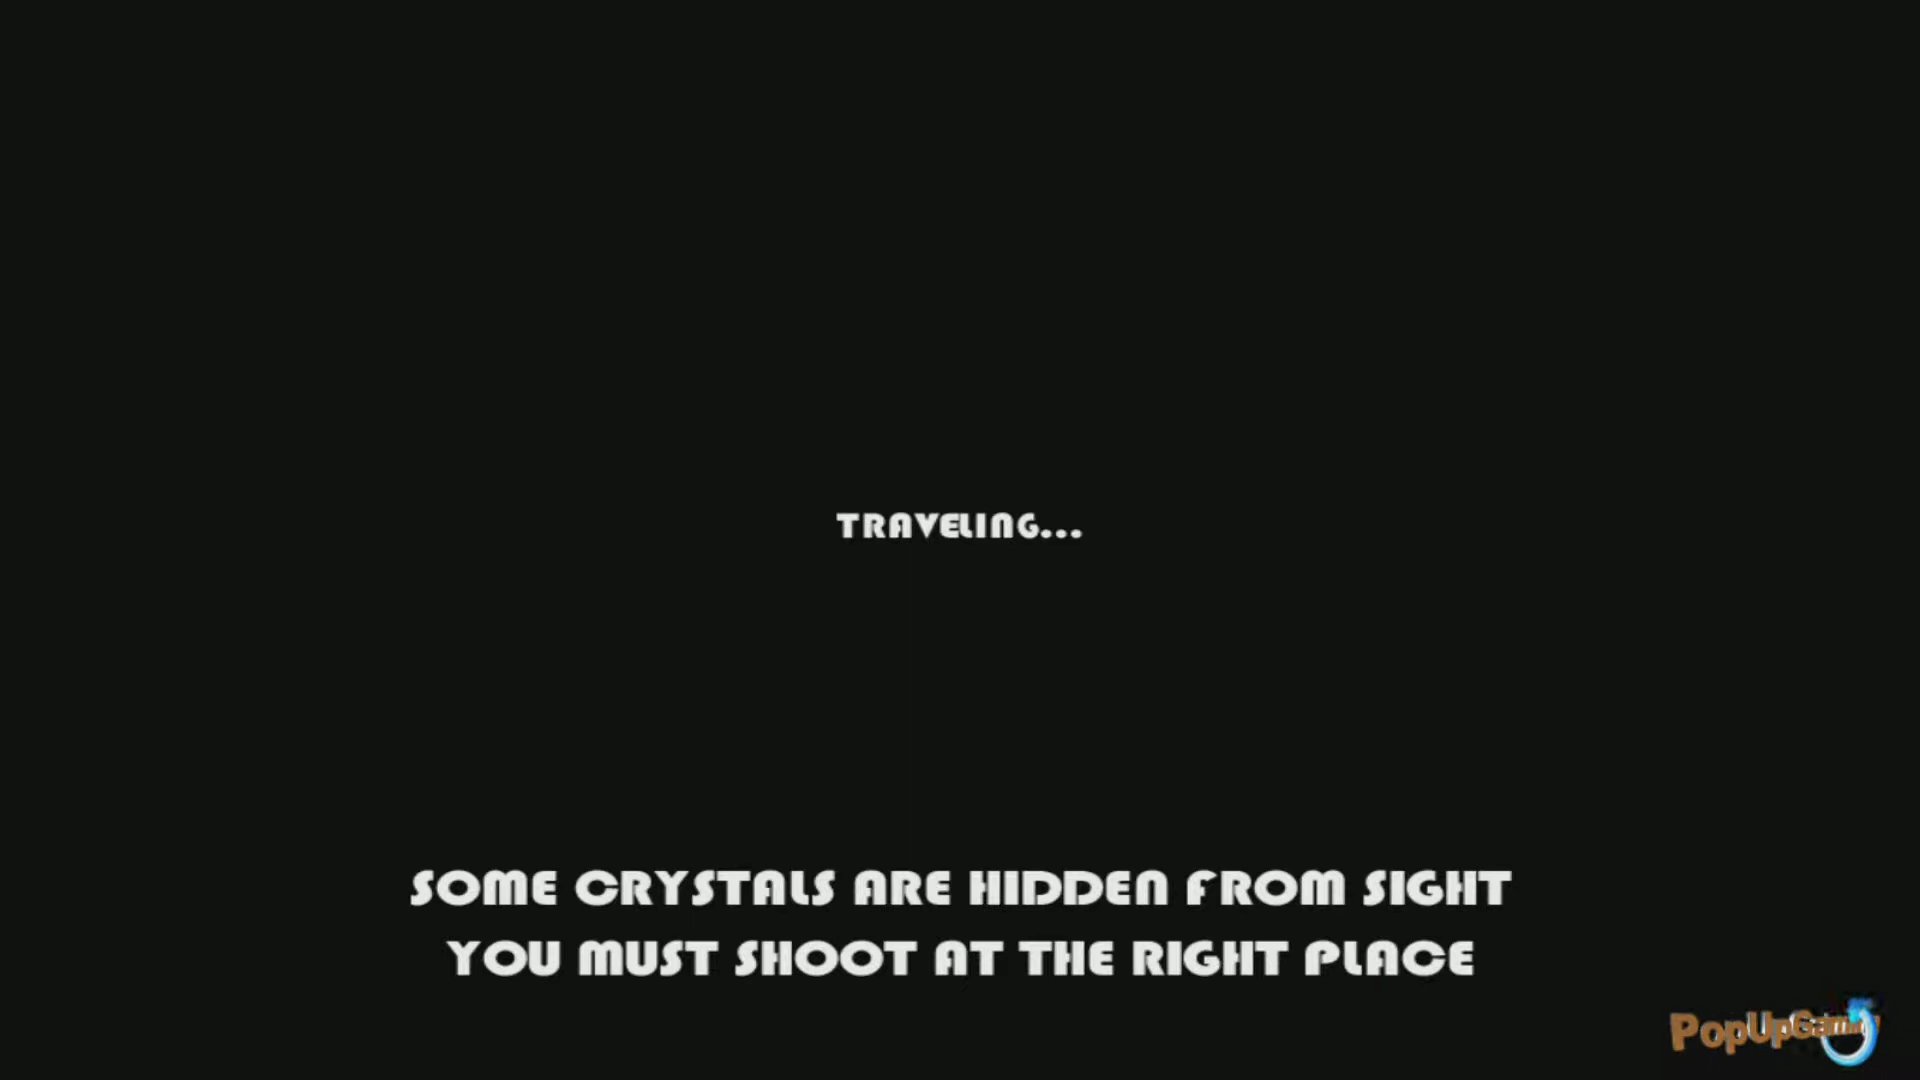 TRAVELING...
SOME CRYSTALS ARE HIDDEN FROM SIGHT
YOU MUST SHOOT AT THE RIGHT PLACE